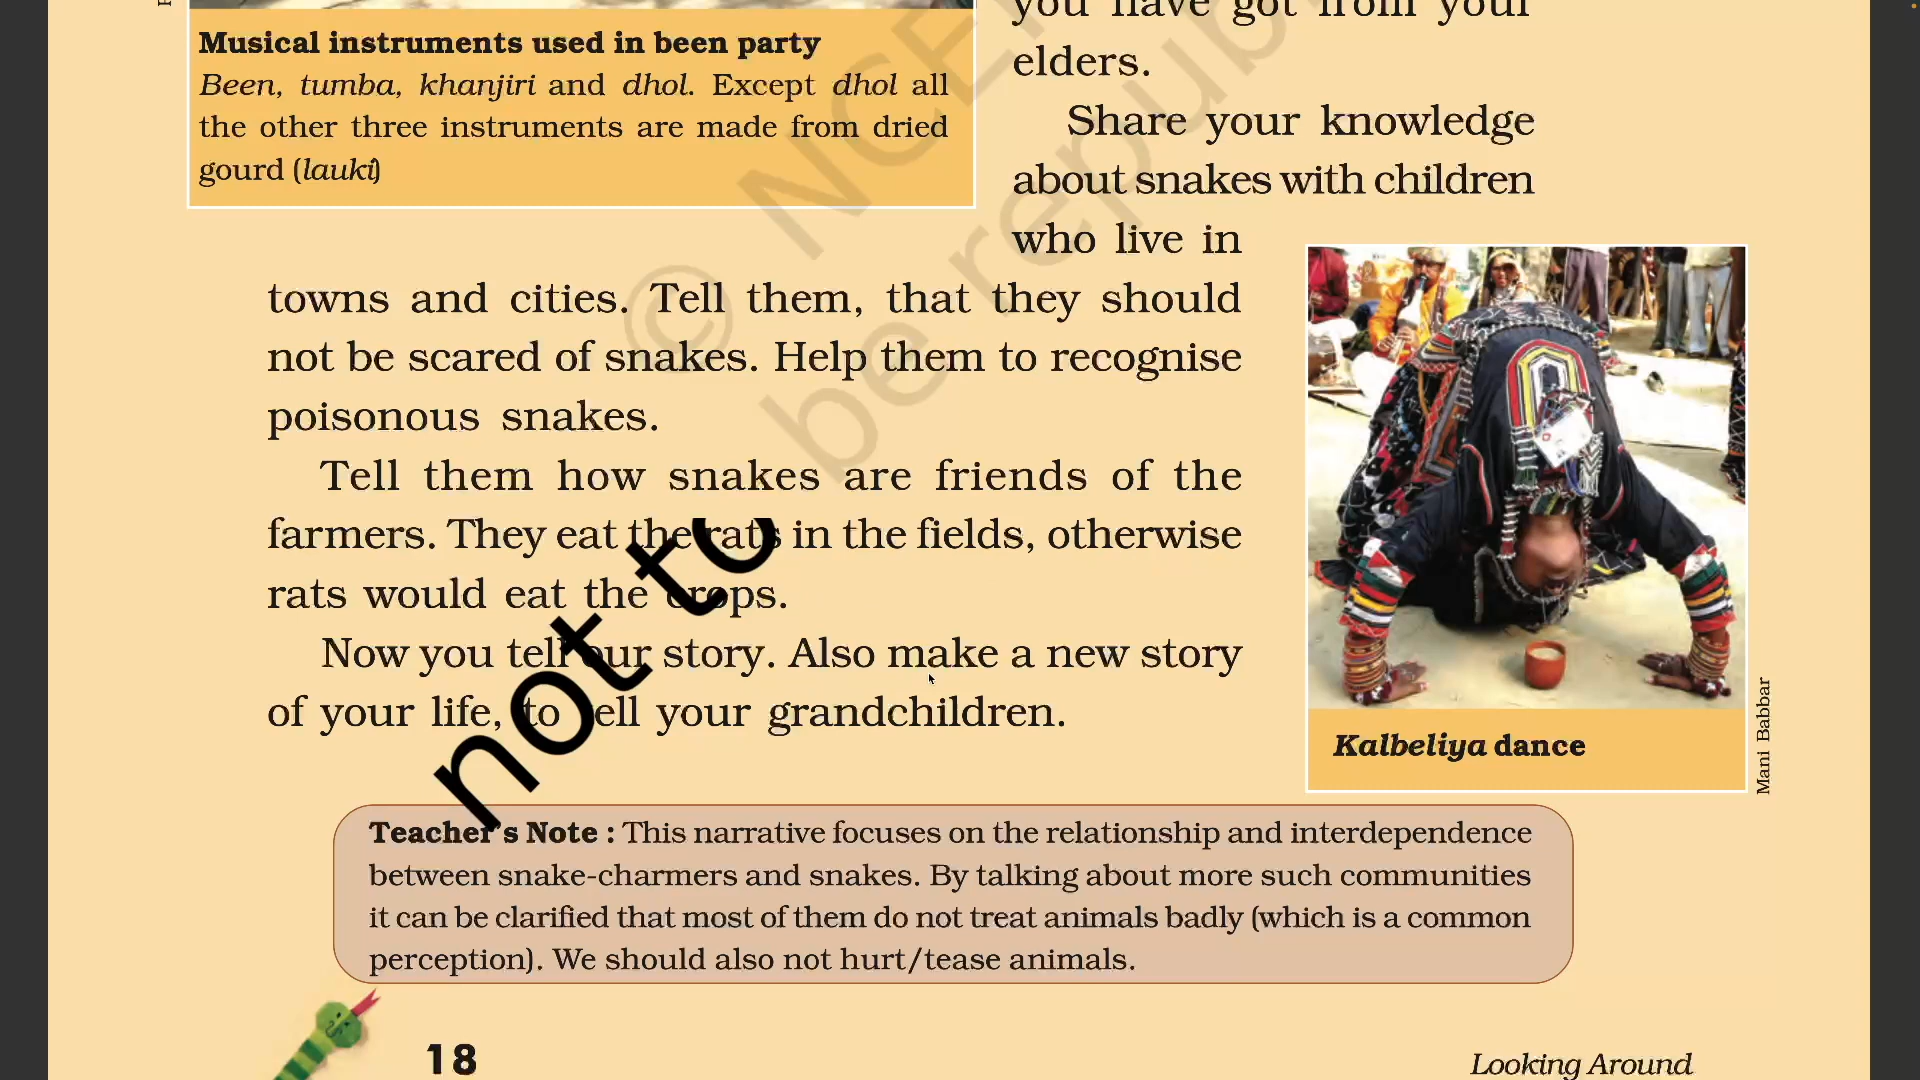 Musical instruments used in been party
Been, tumba, khanjiri and dhol. Except dhol all
the other three instruments are made from dried
gourd (lauki)
you have got from your
elders.
Share your knowledge
about snakes with children
who live in
towns and cities. Tell them, that they should
not be scared of snakes. Help them to recognise
poisonous snakes.
Tell them how snakes are friends of the
farmers. They eat the rats in the fields, otherwise
rats would eat the crops.
Now you tell our story. Also make a new story
of your life, to tell your grandchildren.
Kalbeliya dance
Mani Babbar
Teacher's Note : This narrative focuses on the relationship and interdependence
between snake-charmers and snakes. By talking about more such communities
it can be clarified that most of them do not treat animals badly (which is a common
perception). We should also not hurt/tease animals.
18
Looking Around
©
not to be